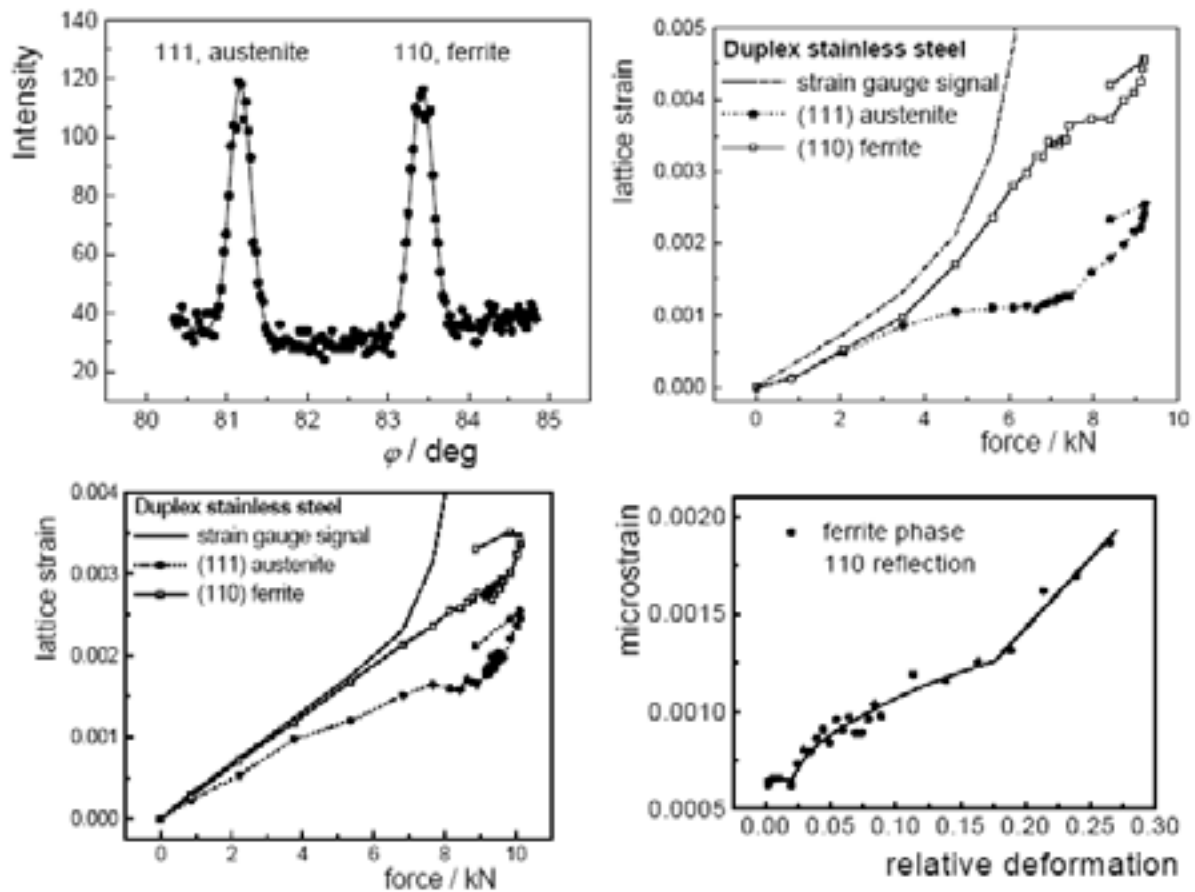 140
120
100
80
60
40
20
Intensity
111, austenite
110, ferrite
80 81 82 83 84 85
φ / deg
0.005
0.004
0.003
0.002
0.001
0.000
lattice strain
Duplex stainless steel
strain gauge signal
(111) austenite
(110) ferrite
0 2 4 6 8 10
force / kN
0.004
0.003
0.002
0.001
0.000
lattice strain
Duplex stainless steel
strain gauge signal
(111) austenite
(110) ferrite
0 2 4 6 8 10
force / kN
0.0020
0.0015
0.0010
0.0005
microstrain
ferrite phase
110 reflection
0.00 0.05 0.10 0.15 0.20 0.25 0.30
relative deformation